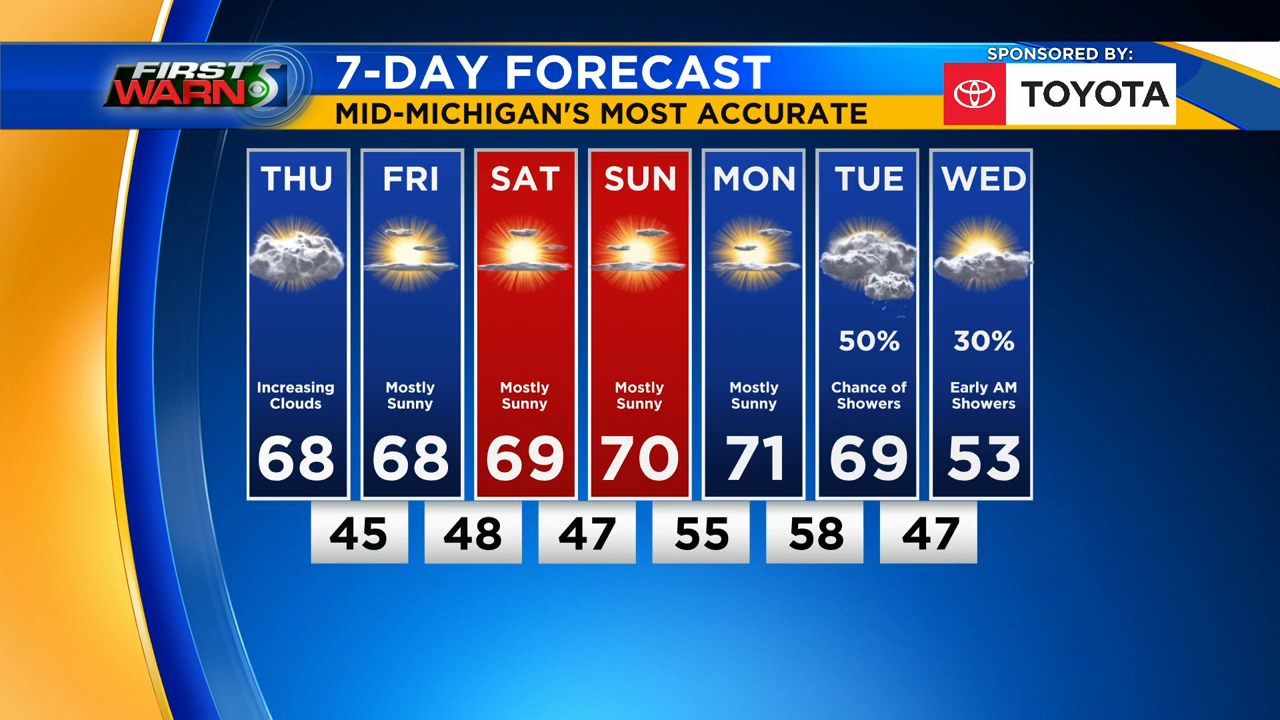 SPONSORED BY:
FIRST
WARN 5
7-DAY FORECAST
TOYOTA
MID-MICHIGAN'S MOST ACCURATE
THU FRI SAT SUN MON TUE WED
50% 30%
Increasing Mostly Mostly Mostly Mostly Chance of Early AM
Clouds Sunny Sunny Sunny Sunny Showers Showers
68 68 69 70 71 69 53
45 48 47 55 58 47